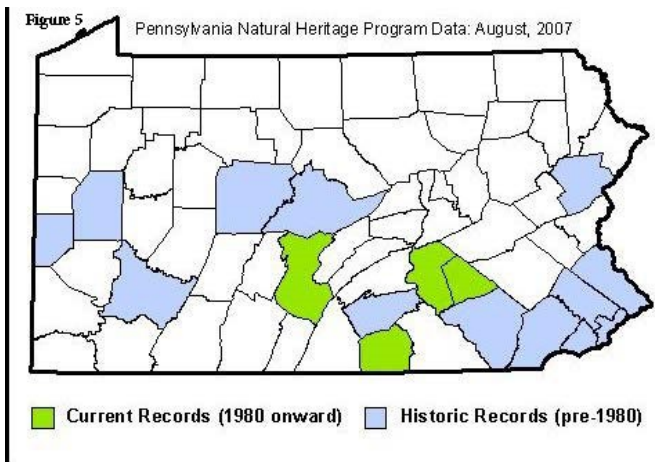 Figure 5
Pennsylvania Natural Heritage Program Data: August, 2007
Current Records (1980 onward)
Historic Records (pre-1980)